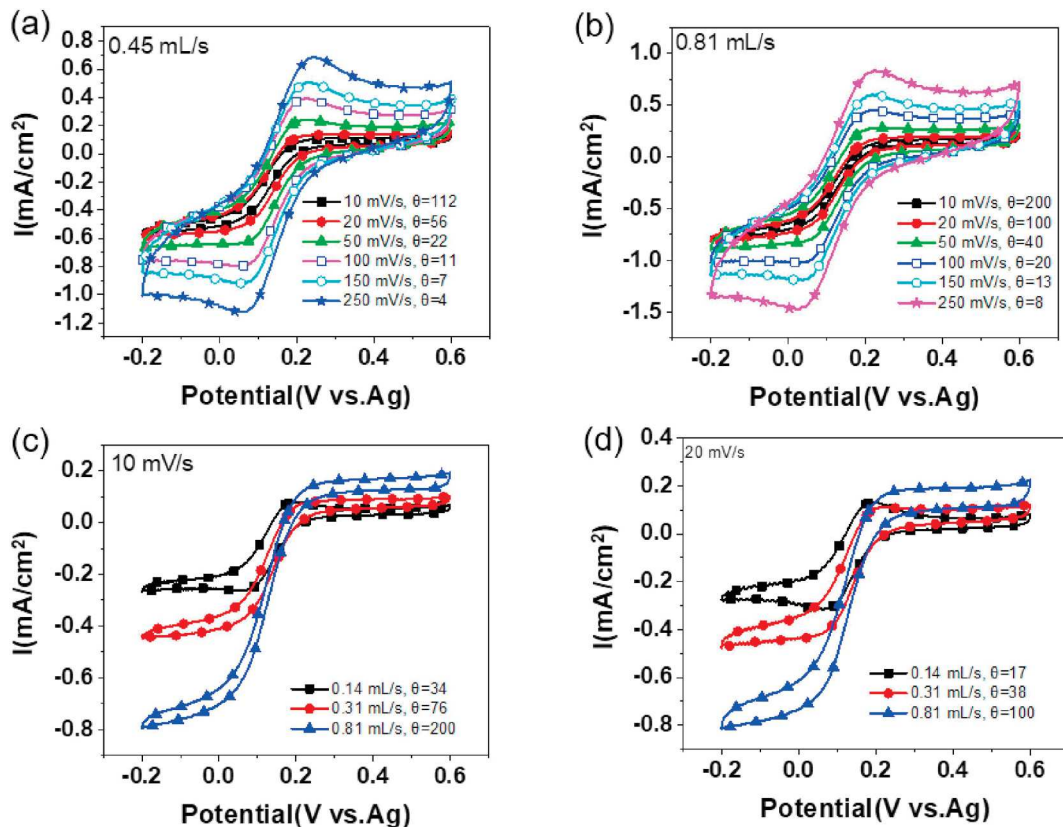 (a)
0.45 mL/s
I(mA/cm²)
0.8
0.6
0.4
0.2
0.0
-0.2
-0.4
-0.6
-0.8
-1.0
-1.2
10 mV/s, θ=112
20 mV/s, θ=56
50 mV/s, θ=22
100 mV/s, θ=11
150 mV/s, θ=7
250 mV/s, θ=4
-0.2 0.0 0.2 0.4 0.6
Potential(V vs.Ag)
(b)
0.81 mL/s
I(mA/cm²)
1.0
0.5
0.0
-0.5
-1.0
-1.5
10 mV/s, θ=200
20 mV/s, θ=100
50 mV/s, θ=40
100 mV/s, θ=20
150 mV/s, θ=13
250 mV/s, θ=8
-0.2 0.0 0.2 0.4 0.6
Potential(V vs.Ag)
(c)
10 mV/s
I(mA/cm²)
0.2
0.0
-0.2
-0.4
-0.6
-0.8
0.14 mL/s, θ=34
0.31 mL/s, θ=76
0.81 mL/s, θ=200
-0.2 0.0 0.2 0.4 0.6
Potential(V vs.Ag)
(d)
20 mV/s
I(mA/cm²)
0.4
0.2
0.0
-0.2
-0.4
-0.6
-0.8
0.14 mL/s, θ=17
0.31 mL/s, θ=38
0.81 mL/s, θ=100
-0.2 0.0 0.2 0.4 0.6
Potential(V vs.Ag)